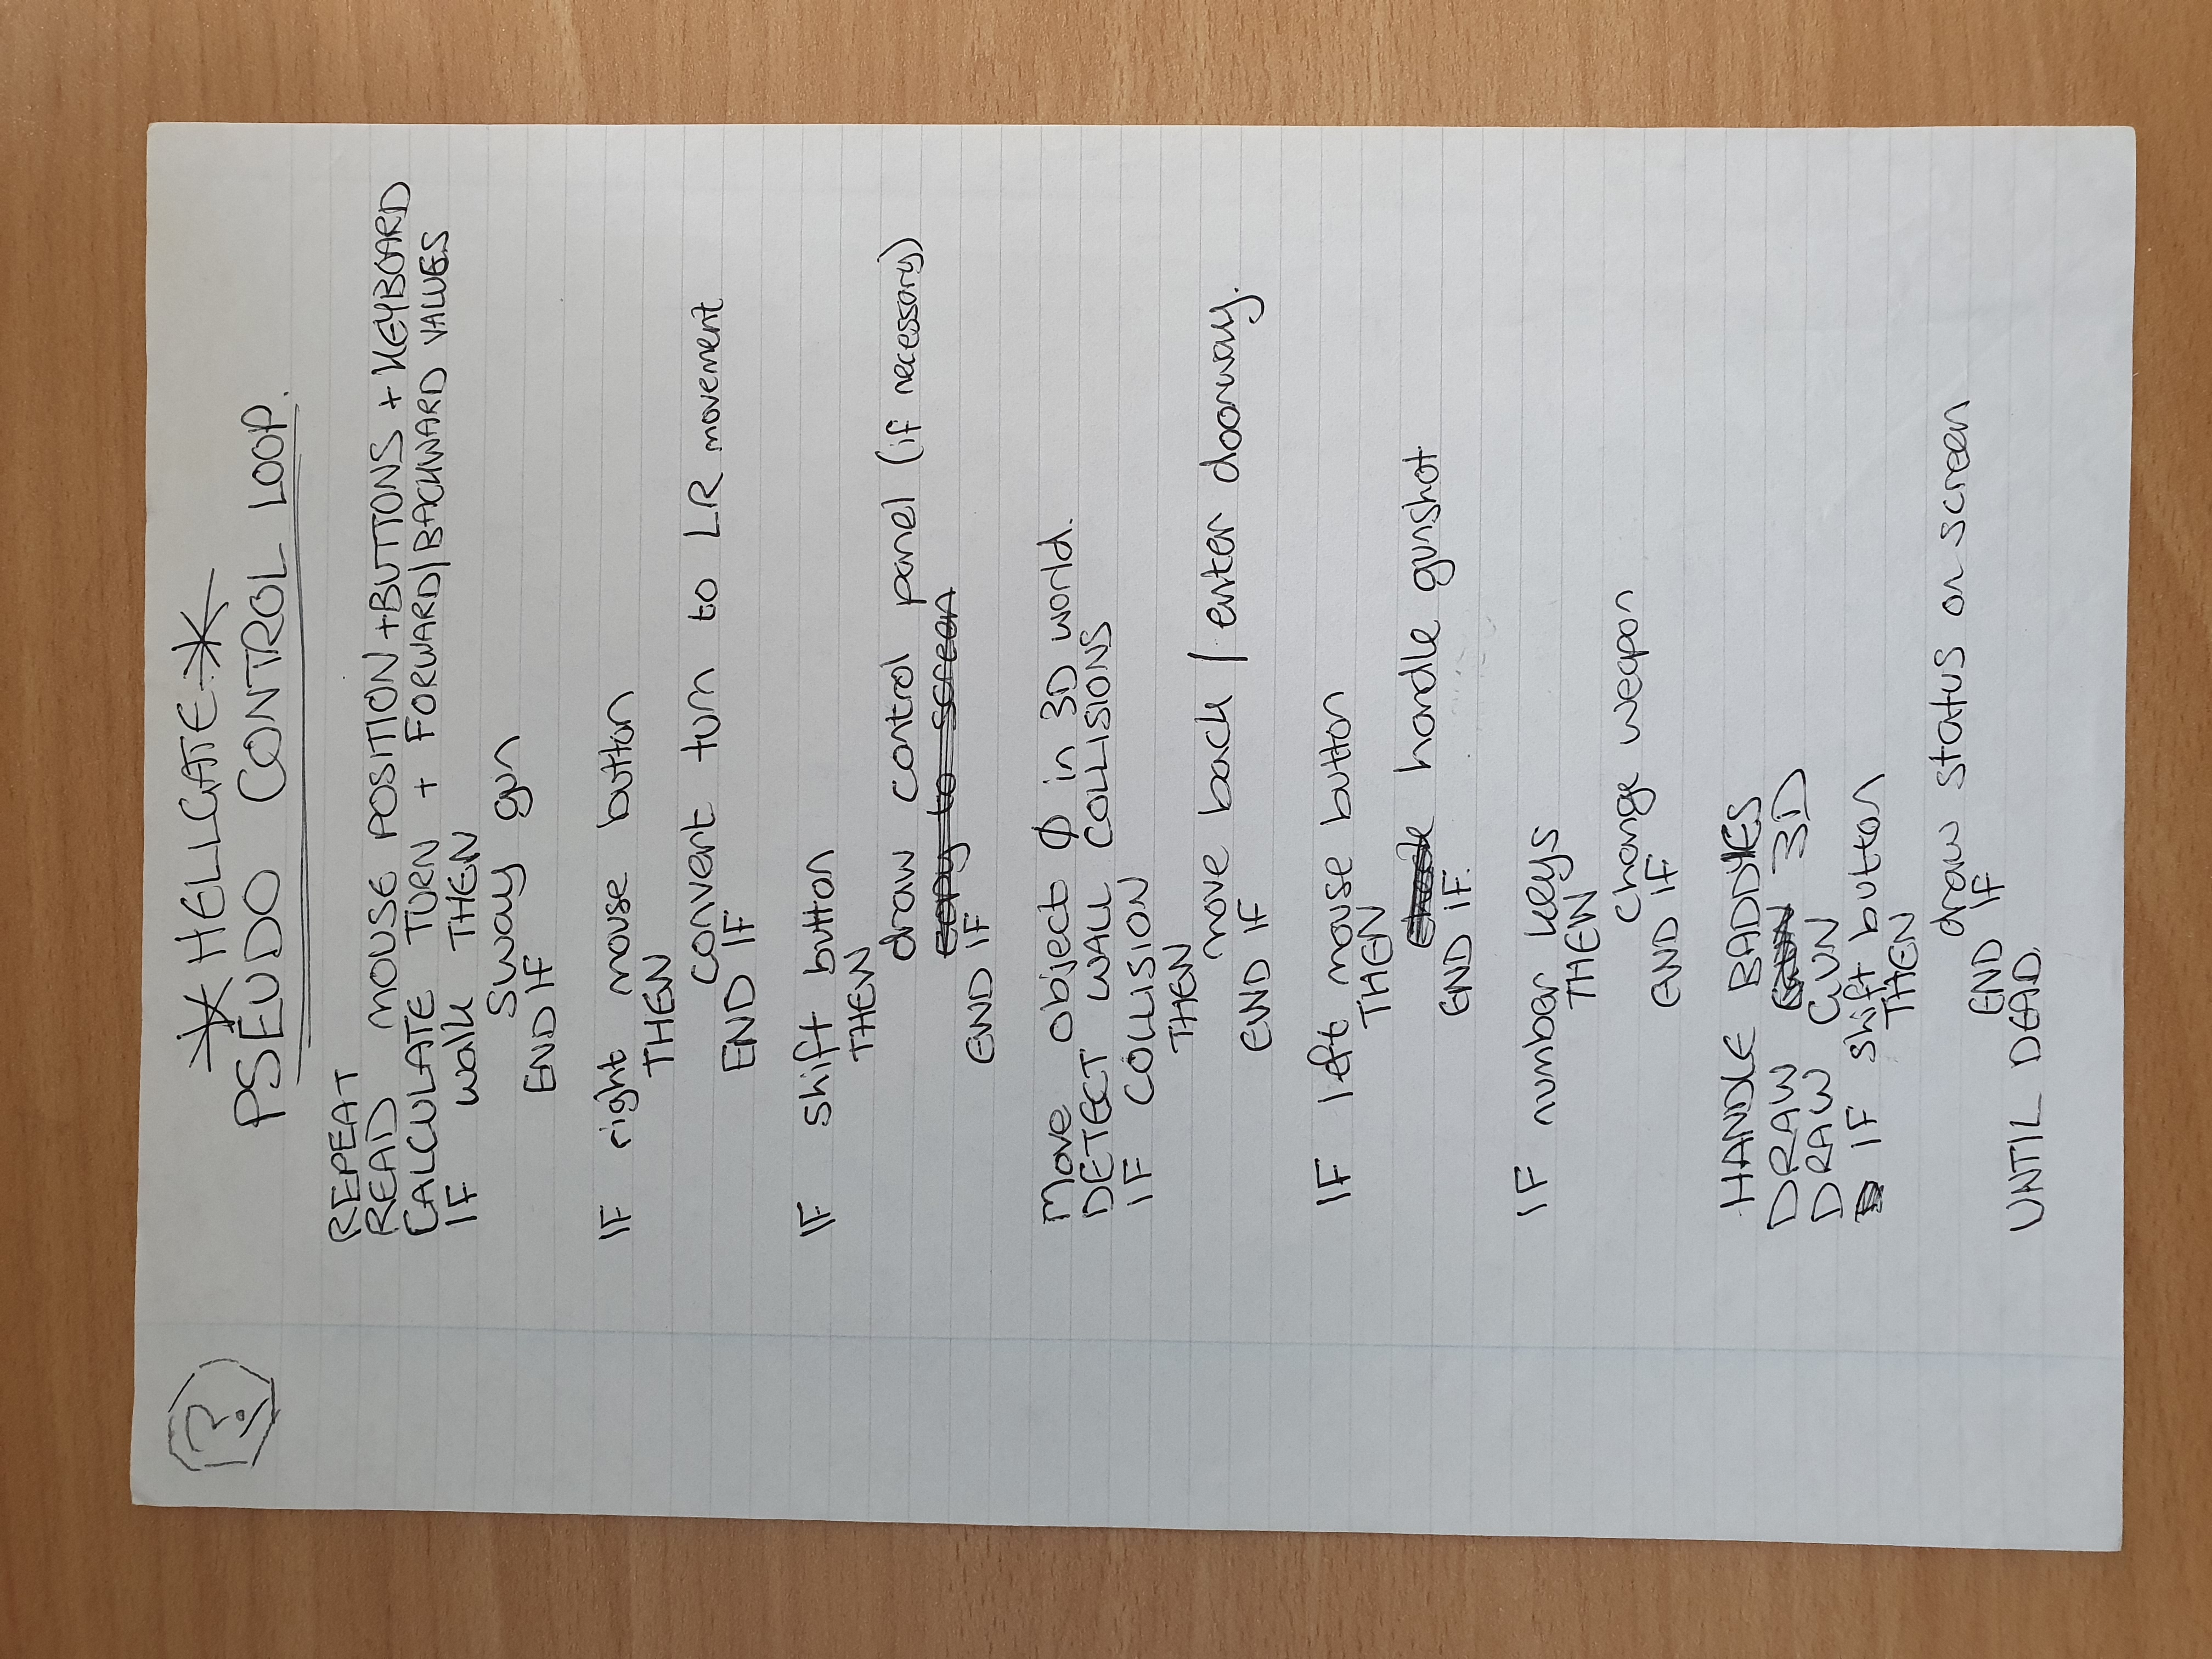 ?
* HELLGATE *
PSEUDO CONTROL LOOP.
REPEAT
READ MOUSE POSITION + BUTTONS + KEYBOARD
CALCULATE TURN + FORWARD/BACKWARD VALUES
IF walk THEN
sway gun
END IF
IF right mouse button
THEN
convert turn to LR movement
END IF
IF shift button
THEN
draw control panel (if necessary)
copy to screen
END IF
Move object Ø in 3D world.
DETECT WALL COLLISIONS
IF COLLISION
THEN
move back / enter doorway.
END IF
IF left mouse button
THEN
check handle gunshot
END IF.
IF number keys
THEN
change weapon
END IF
HANDLE BADDIES
DRAW GUN 3D
DRAW GUN
IF shift button
THEN
draw status on screen
END IF
UNTIL DEAD.